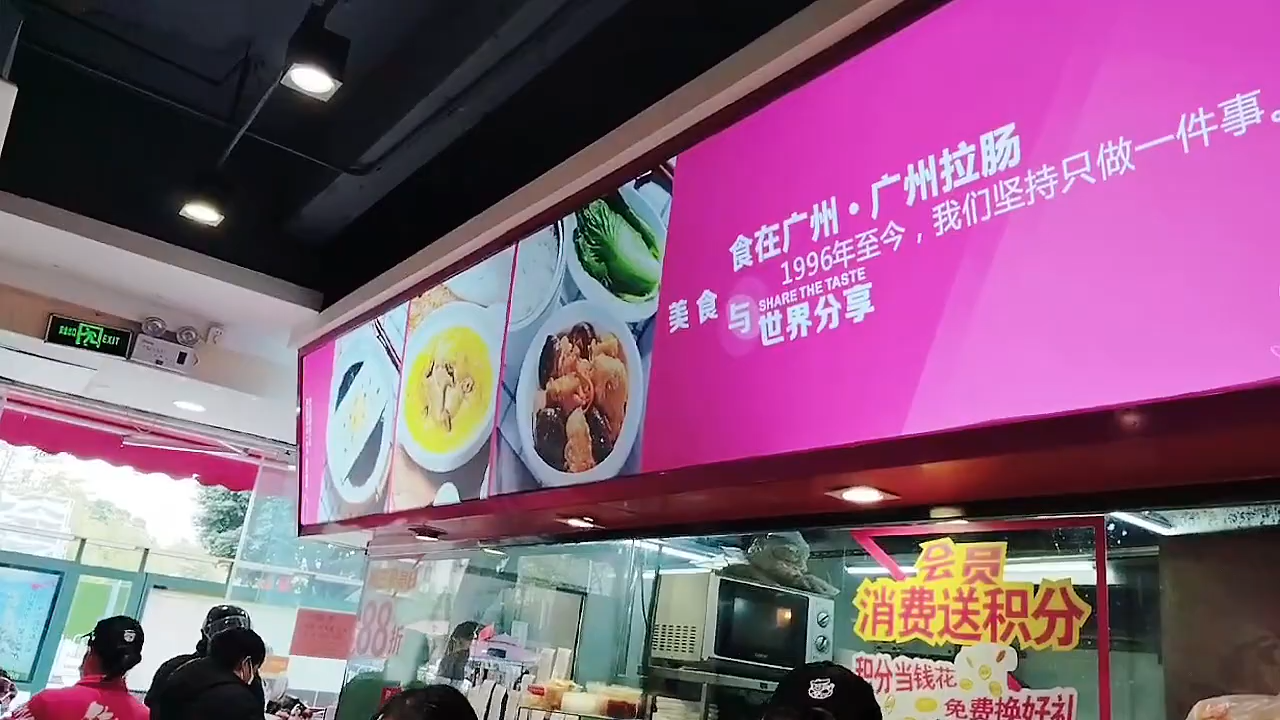 食在广州·广州拉肠
1996年至今，我们坚持只做一件事。
美食与
SHARE THE TASTE
世界分享
EXIT
88折
会员
消费送积分
积分当钱花
免费换好礼